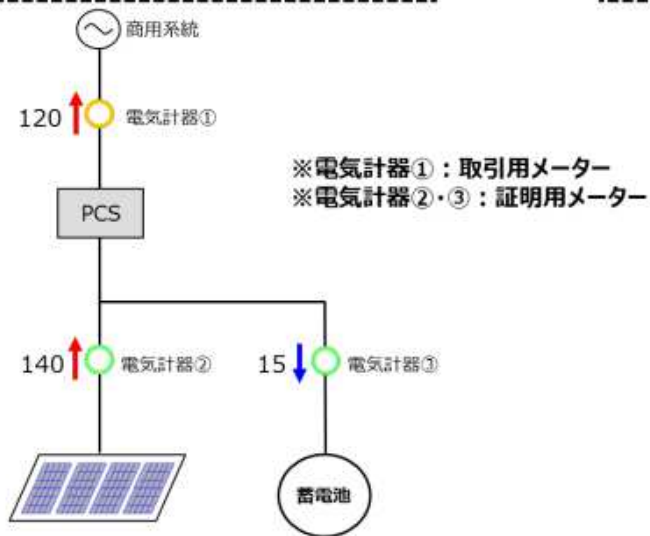 商用系統
120
電気計器①
※電気計器①：取引用メーター
※電気計器②・③：証明用メーター
PCS
140
電気計器②
15
電気計器③
蓄電池